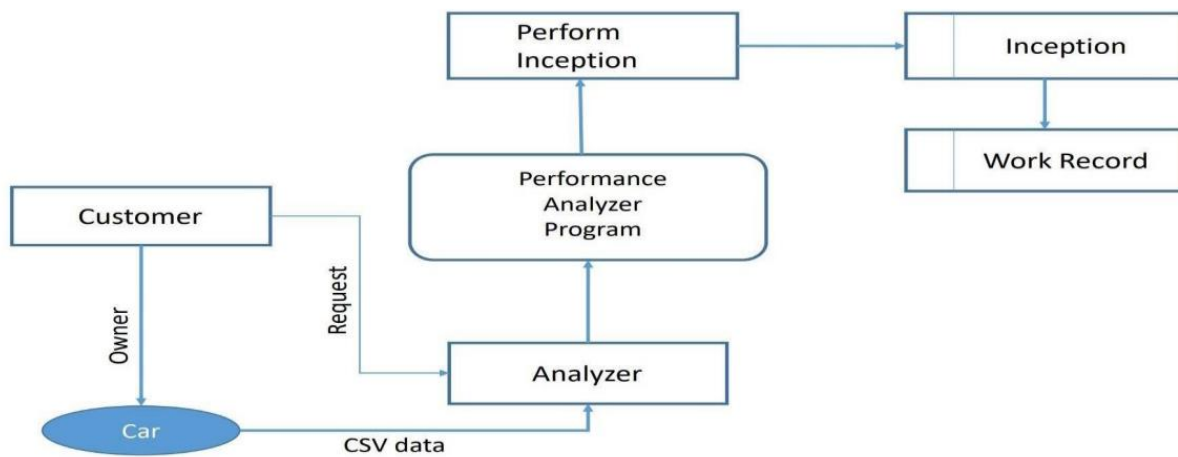 Perform
Inception
Inception
Work Record
Performance
Analyzer
Program
Customer
Owner
Request
Analyzer
Car
CSV data